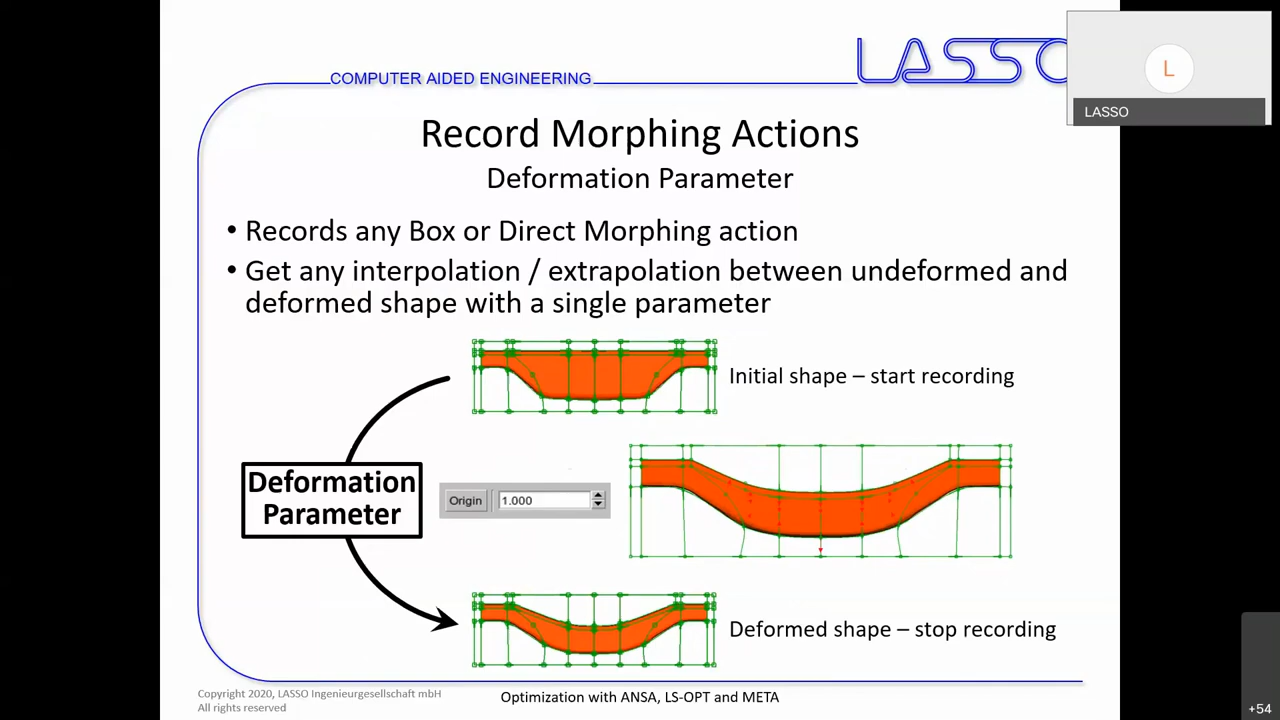 COMPUTER AIDED ENGINEERING
LASSO
L
LASSO
Record Morphing Actions
Deformation Parameter
• Records any Box or Direct Morphing action
• Get any interpolation / extrapolation between undeformed and
deformed shape with a single parameter
Initial shape – start recording
Deformation
Parameter
Origin 1.000
Deformed shape – stop recording
Copyright 2020, LASSO Ingenieurgesellschaft mbH
All rights reserved
Optimization with ANSA, LS-OPT and META
+54